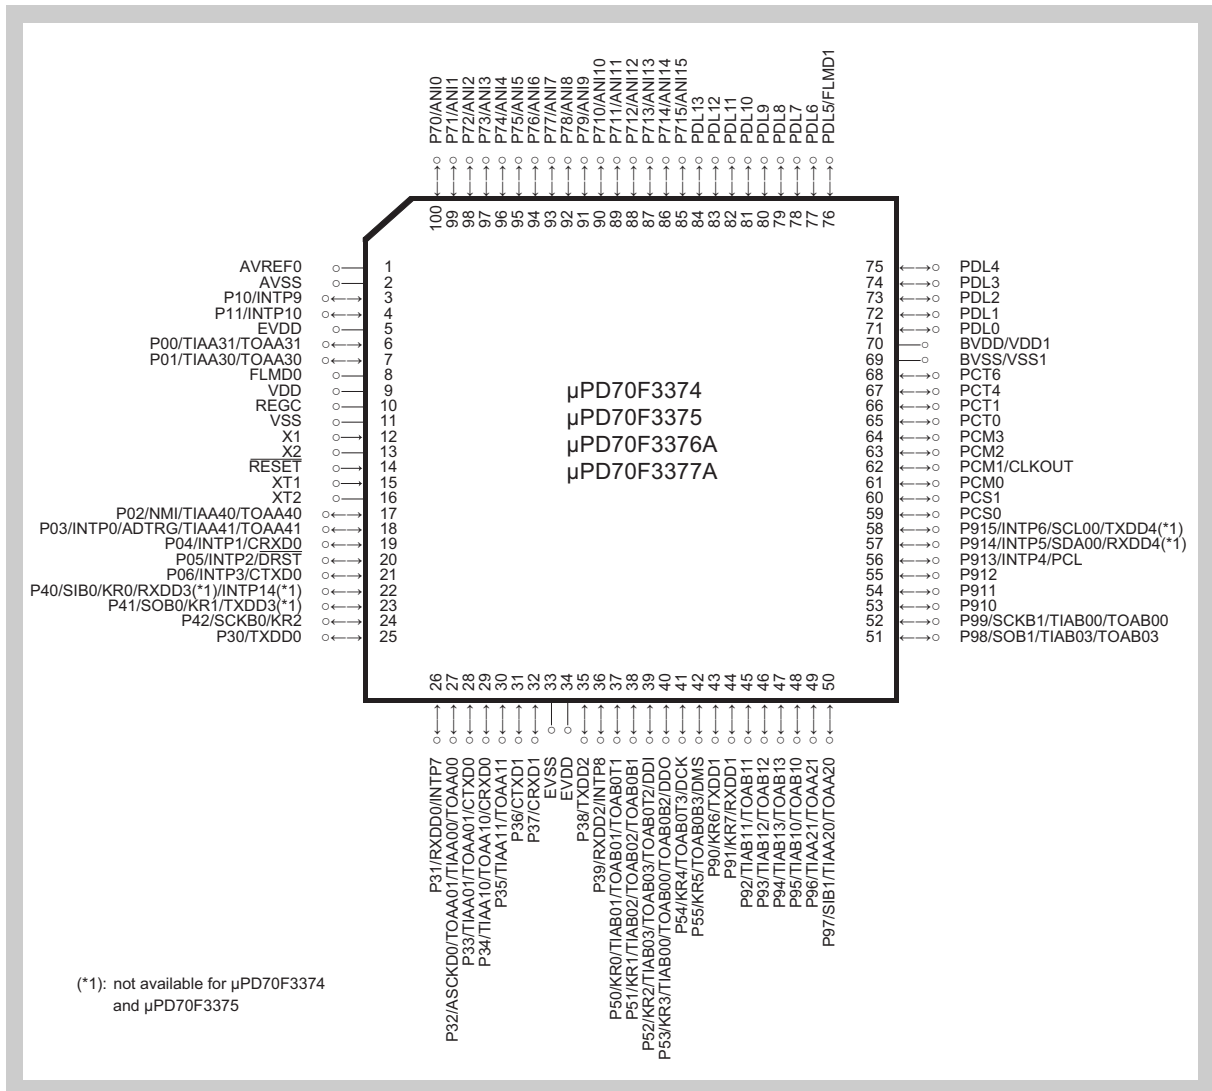 P70/ANI0
P71/ANI1
P72/ANI2
P73/ANI3
P74/ANI4
P75/ANI5
P76/ANI6
P77/ANI7
P78/ANI8
P79/ANI9
P710/ANI10
P711/ANI11
P712/ANI12
P713/ANI13
P714/ANI14
P715/ANI15
PDL13
PDL12
PDL11
PDL10
PDL9
PDL8
PDL7
PDL6
PDL5/FLMD1
100
99
98
97
96
95
94
93
92
91
90
89
88
87
86
85
84
83
82
81
80
79
78
77
76
AVREF0 1
AVSS 2
P10/INTP9 3
P11/INTP10 4
EVDD 5
P00/TIAA31/TOAA31 6
P01/TIAA30/TOAA30 7
FLMD0 8
VDD 9
REGC 10
VSS 11
X1 12
X2 13
RESET 14
XT1 15
XT2 16
P02/NMI/TIAA40/TOAA40 17
P03/INTP0/ADTRG/TIAA41/TOAA41 18
P04/INTP1/CRXD0 19
P05/INTP2/DRST 20
P06/INTP3/CTXD0 21
P40/SIB0/KR0/RXDD3(*1)/INTP14(*1) 22
P41/SOB0/KR1/TXDD3(*1) 23
P42/SCKB0/KR2 24
P30/TXDD0 25
µPD70F3374
µPD70F3375
µPD70F3376A
µPD70F3377A
75 PDL4
74 PDL3
73 PDL2
72 PDL1
71 PDL0
70 BVDD/VDD1
69 BVSS/VSS1
68 PCT6
67 PCT4
66 PCT1
65 PCT0
64 PCM3
63 PCM2
62 PCM1/CLKOUT
61 PCM0
60 PCS1
59 PCS0
58 P915/INTP6/SCL00/TXDD4(*1)
57 P914/INTP5/SDA00/RXDD4(*1)
56 P913/INTP4/PCL
55 P912
54 P911
53 P910
52 P99/SCKB1/TIAB00/TOAB00
51 P98/SOB1/TIAB03/TOAB03
26
27
28
29
30
31
32
33
34
35
36
37
38
39
40
41
42
43
44
45
46
47
48
49
50
P31/RXDD0/INTP7
P32/ASCKD0/TOAA01/TIAA00/TOAA00
P33/TIAA01/TOAA01/CTXD0
P34/TIAA10/TOAA10/CRXD0
P35/TIAA11/TOAA11
P36/CTXD1
P37/CRXD1
EVSS
EVDD
P38/TXDD2
P39/RXDD2/INTP8
P50/KR0/TIAB01/TOAB01/TOAB0T1
P51/KR1/TIAB02/TOAB02/TOAB0B1
P52/KR2/TIAB03/TOAB03/TOAB0T2/DDI
P53/KR3/TIAB00/TOAB00/TOAB0B2/DDO
P54/KR4/TOAB0T3/DCK
P55/KR5/TOAB0B3/DMS
P90/KR6/TXDD1
P91/KR7/RXDD1
P92/TIAB11/TOAB11
P93/TIAB12/TOAB12
P94/TIAB13/TOAB13
P95/TIAB10/TOAB10
P96/TIAA21/TOAA21
P97/SIB1/TIAA20/TOAA20
(*1): not available for µPD70F3374
and µPD70F3375